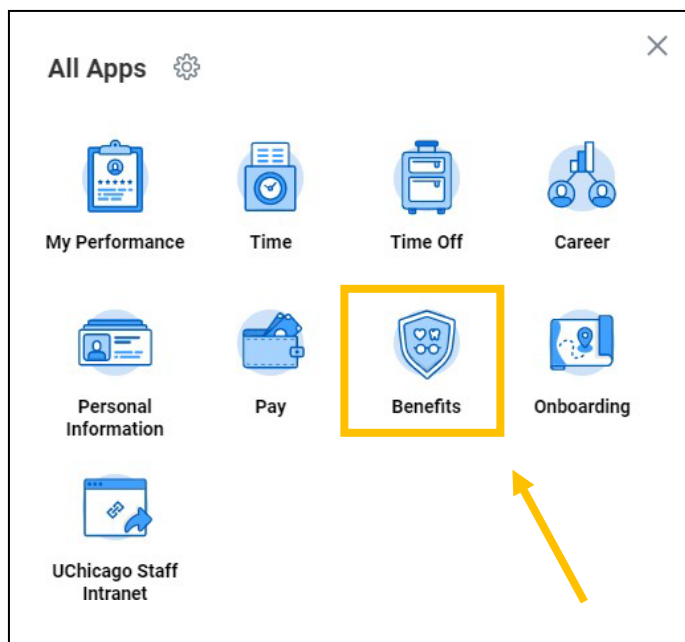 All Apps
My Performance
Time
Time Off
Career
Personal
Information
Pay
Benefits
Onboarding
UChicago Staff
Intranet